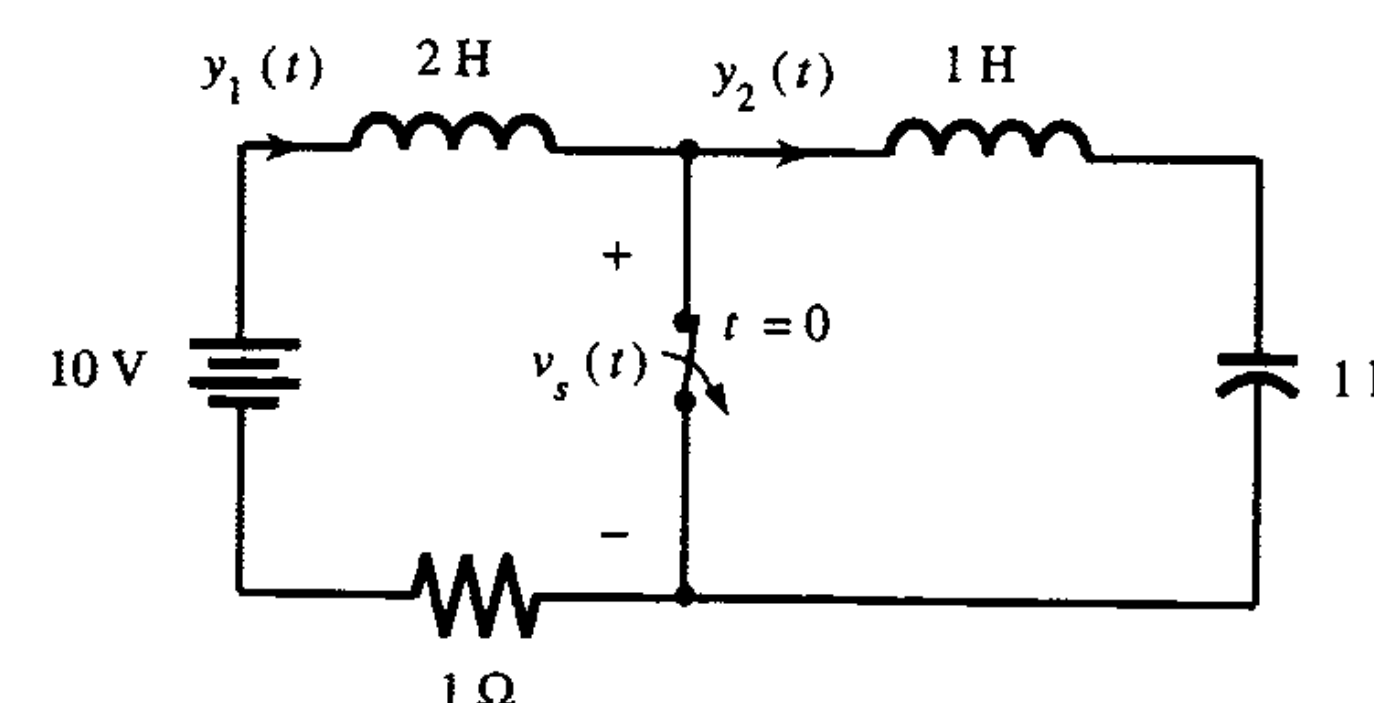 y₁ (t) 2 H y₂ (t) 1 H
+
t = 0
10 V vₛ (t) 1
−
1 Ω